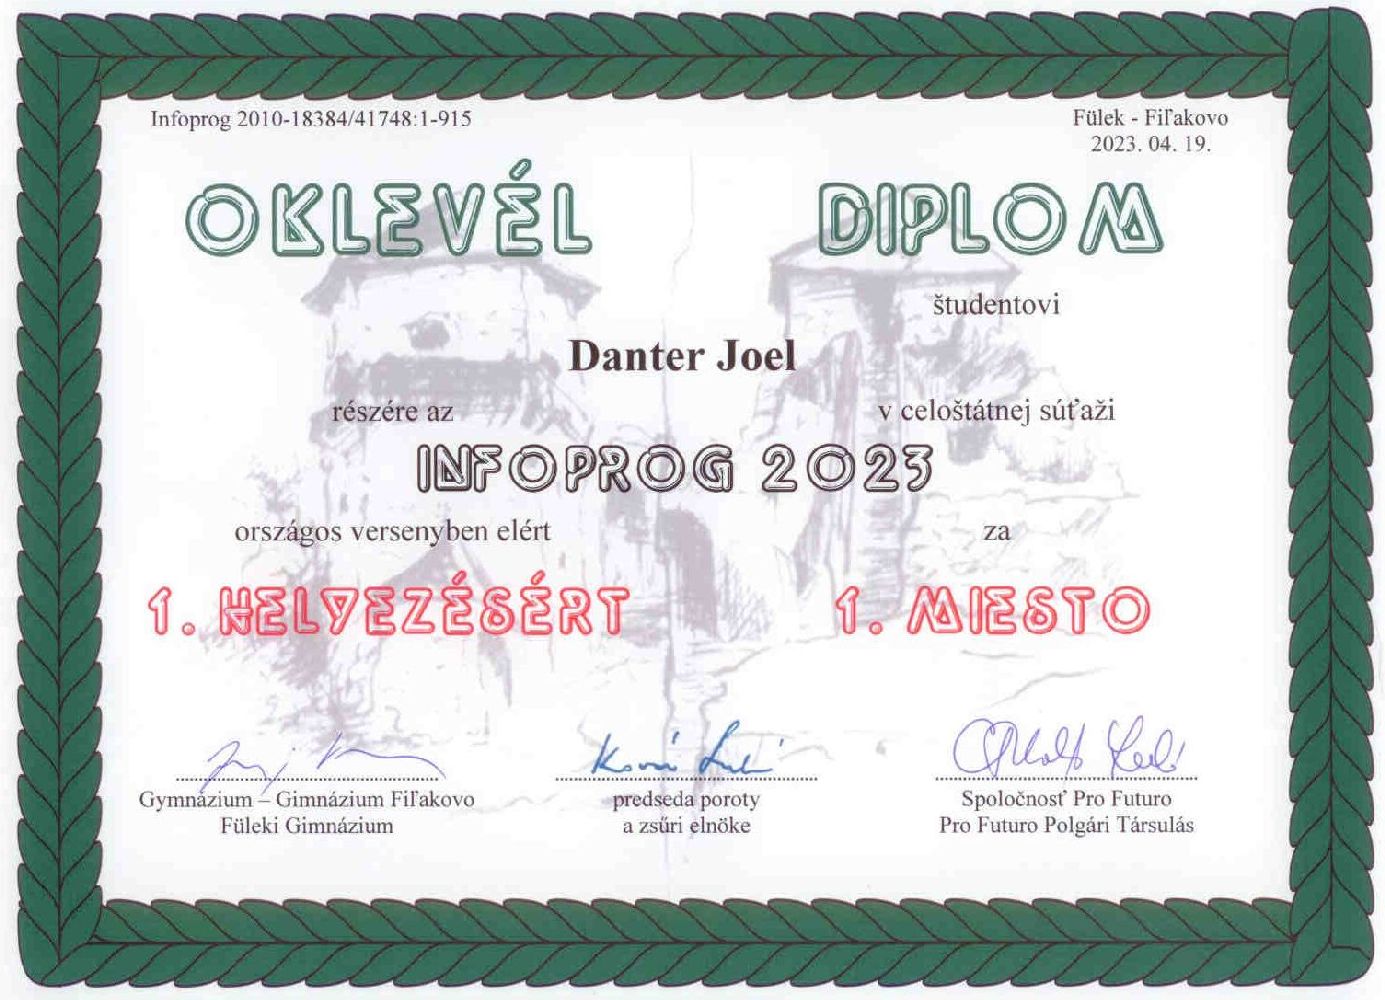 Infoprog 2010-18384/41748:1-915
Fülek - Fiľakovo
2023. 04. 19.
OKLEVÉL
DIPLOM
študentovi
Danter Joel
részére az
v celoštátnej súťaži
INFOPROG 2023
országos versenyben elért
za
1. HELYEZÉSÉRT
1. MIESTO
Gymnázium – Gimnázium Fiľakovo
Füleki Gimnázium
predseda poroty
a zsűri elnöke
Spoločnosť Pro Futuro
Pro Futuro Polgári Társulás